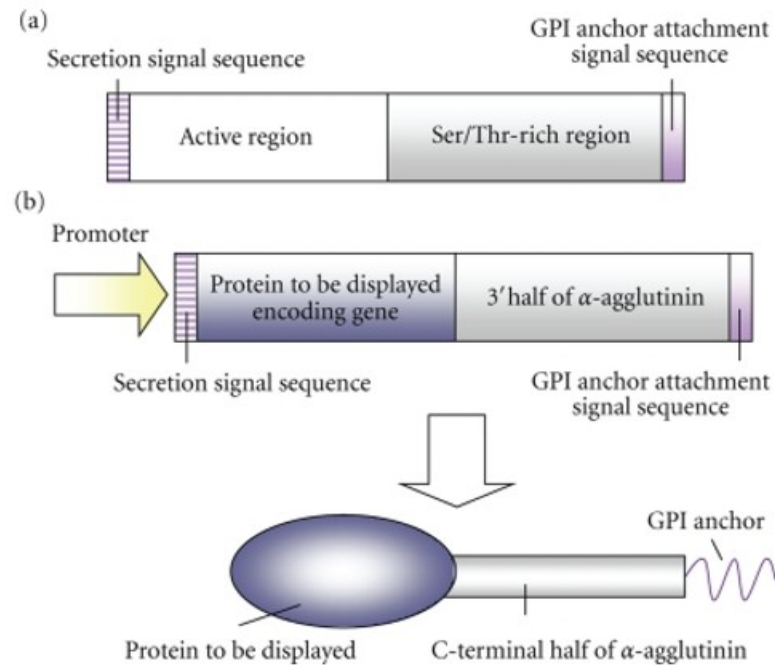 (a)
GPI anchor attachment
signal sequence
Secretion signal sequence
Active region
Ser/Thr-rich region
(b)
Promoter
Protein to be displayed
encoding gene
3′half of α-agglutinin
Secretion signal sequence
GPI anchor attachment
signal sequence
GPI anchor
Protein to be displayed
C-terminal half of α-agglutinin